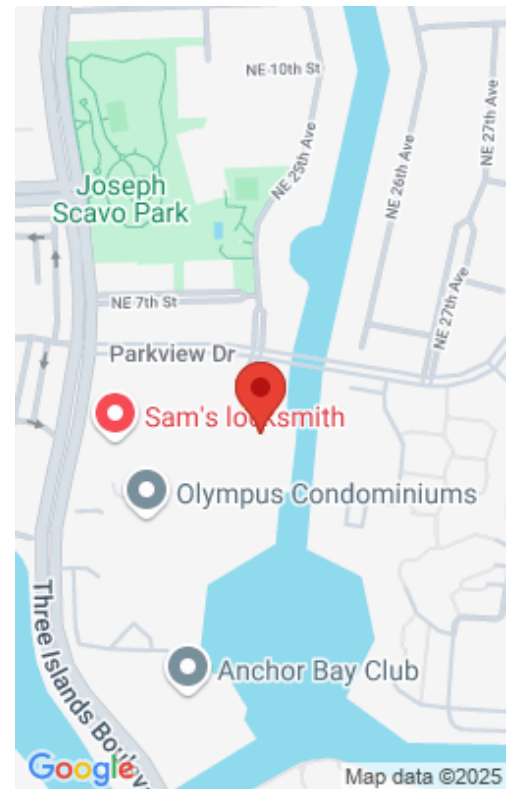 NE 10th St
NE 25th Ave
NE 26th Ave
NE 27th Ave
Joseph
Scavo Park
NE 7th St
NE 27th Ave
Parkview Dr
Sam's locksmith
Olympus Condominiums
Three Islands Boulev
Anchor Bay Club
Google
Map data ©2025